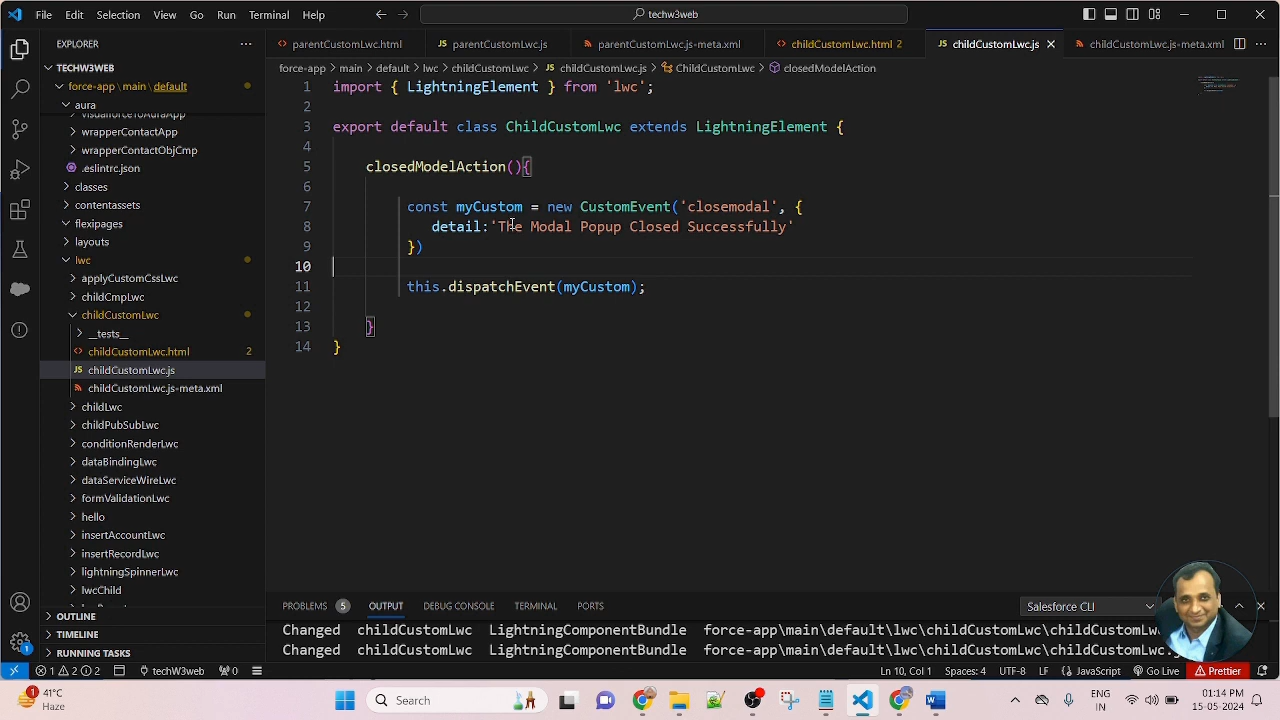 File Edit Selection View Go Run Terminal Help
techw3web
EXPLORER
parentCustomLwc.html
parentCustomLwc.js
parentCustomLwc.js-meta.xml
childCustomLwc.html 2
childCustomLwc.js
childCustomLwc.js-meta.xml
TECHW3WEB
force-app > main > default > lwc > childCustomLwc > JS childCustomLwc.js > ChildCustomLwc > closedModelAction
force-app \ main \ default
aura
wrapperContactApp
wrapperContactObjCmp
.eslintrc.json
classes
contentassets
flexipages
layouts
lwc
applyCustomCssLwc
childCmpLwc
childCustomLwc
__tests__
childCustomLwc.html 2
JS childCustomLwc.js
childCustomLwc.js-meta.xml
childLwc
childPubSubLwc
conditionRenderLwc
dataBindingLwc
dataServiceWireLwc
formValidationLwc
hello
insertAccountLwc
insertRecordLwc
lightningSpinnerLwc
lwcChild
OUTLINE
TIMELINE
RUNNING TASKS
1 import { LightningElement } from 'lwc';
2
3 export default class ChildCustomLwc extends LightningElement {
4
5 closedModelAction(){
6
7 const myCustom = new CustomEvent('closemodal', {
8 detail:'The Modal Popup Closed Successfully'
9 })
10
11 this.dispatchEvent(myCustom);
12
13 }
14 }
PROBLEMS 5 OUTPUT DEBUG CONSOLE TERMINAL PORTS
Salesforce CLI
Changed childCustomLwc LightningComponentBundle force-app\main\default\lwc\childCustomLwc\childCustomLwc
Changed childCustomLwc LightningComponentBundle force-app\main\default\lwc\childCustomLwc\childCustomLwc.
1 2 2 techW3web 0
Ln 10, Col 1 Spaces: 4 UTF-8 LF JavaScript Go Live Prettier
1
41°C
Haze
Search
ENG
IN
01:14 PM
15-05-2024